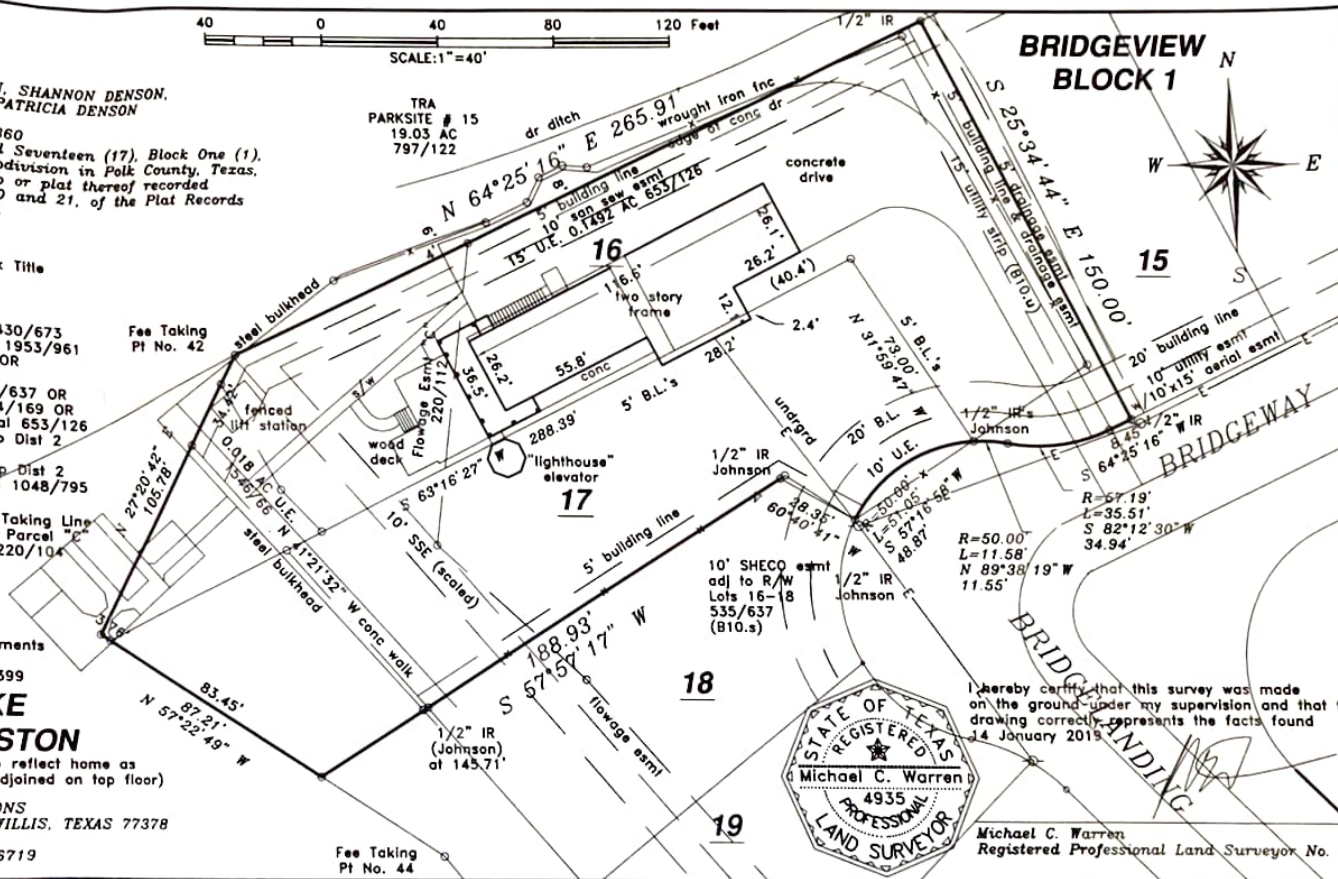 40 0 40 80 120 Feet
SCALE:1"=40'
SHANNON DENSON,
PATRICIA DENSON
Seventeen (17), Block One (1),
in Polk County, Texas,
or plat thereof recorded
and 21, of the Plat Records
Title
430/673
1953/961
OR
/637 OR
/169 OR
653/126
Dist 2
Dist 2
1048/795
Taking Line
Parcel "C"
220/104
reflect home as
adjoined on top floor)
WILLIS, TEXAS 77378
6719
TRA
PARKSITE # 15
19.03 AC
797/122
dr ditch
N 64°25'16" E 265.91'
wrought iron fnc
edge of conc dr
1/2" IR
BRIDGEVIEW
BLOCK 1
N
W E
S
S 25°34'44" E 150.00'
5' building line
5' drainage esmt
building line & drainage esmt
15' utility strip (B10.u)
concrete
drive
8'
6'
4'
5' building line
10' san sew esmt
15' U.E. 0.1492 AC 653/126
16
15
26.1'
26.2'
(40.4')
116.6'
two story
frame
12.1'
2.4'
28.2'
steel bulkhead
Fee Taking
Pt No. 42
26.2'
55.8'
conc
36.5'
Flowage Esmt
220/112
s/w
wood
deck
5' B.L.'s
288.39'
S 63°16'27" W
"lighthouse"
elevator
17
34.42'
fenced
lift station
0.018 AC U.E.
1546/66
N 27°20'42" E
105.78'
N 41°21'32" W conc walk
steel bulkhead
10' SSE (scaled)
3.78'
83.45'
87.21'
N 57°22'49" W
1/2" IR
(Johnson)
at 145.71'
Fee Taking
Pt No. 44
5' building line
188.93'
S 57°57'17" W
flowage esmt
18
19
5' B.L.'s
73.00'
N 31°59'47" W
undrgrd
E
20' B.L.
10' U.E.
1/2" IR
Johnson
28.35'
60°40'41" W
R=50.00'
L=51.05'
S 57°16'58" W
48.87'
1/2" IR's
Johnson
8.45'
1/2" IR
S 64°25'16" W
20' building line
10' utility esmt
10'x15' aerial esmt
BRIDGEWAY
R=57.19'
L=35.51'
S 82°12'30" W
34.94'
R=50.00'
L=11.58'
N 89°38'19" W
11.55'
10' SHECO esmt
adj to R/W
Lots 16-18
535/637
(B10.s)
1/2" IR
Johnson
BRIDGELANDING
I hereby certify that this survey was made
on the ground under my supervision and that
drawing correctly represents the facts found
14 January 2019
STATE OF TEXAS
REGISTERED
Michael C. Warren
4935
PROFESSIONAL
LAND SURVEYOR
Michael C. Warren
Registered Professional Land Surveyor No.